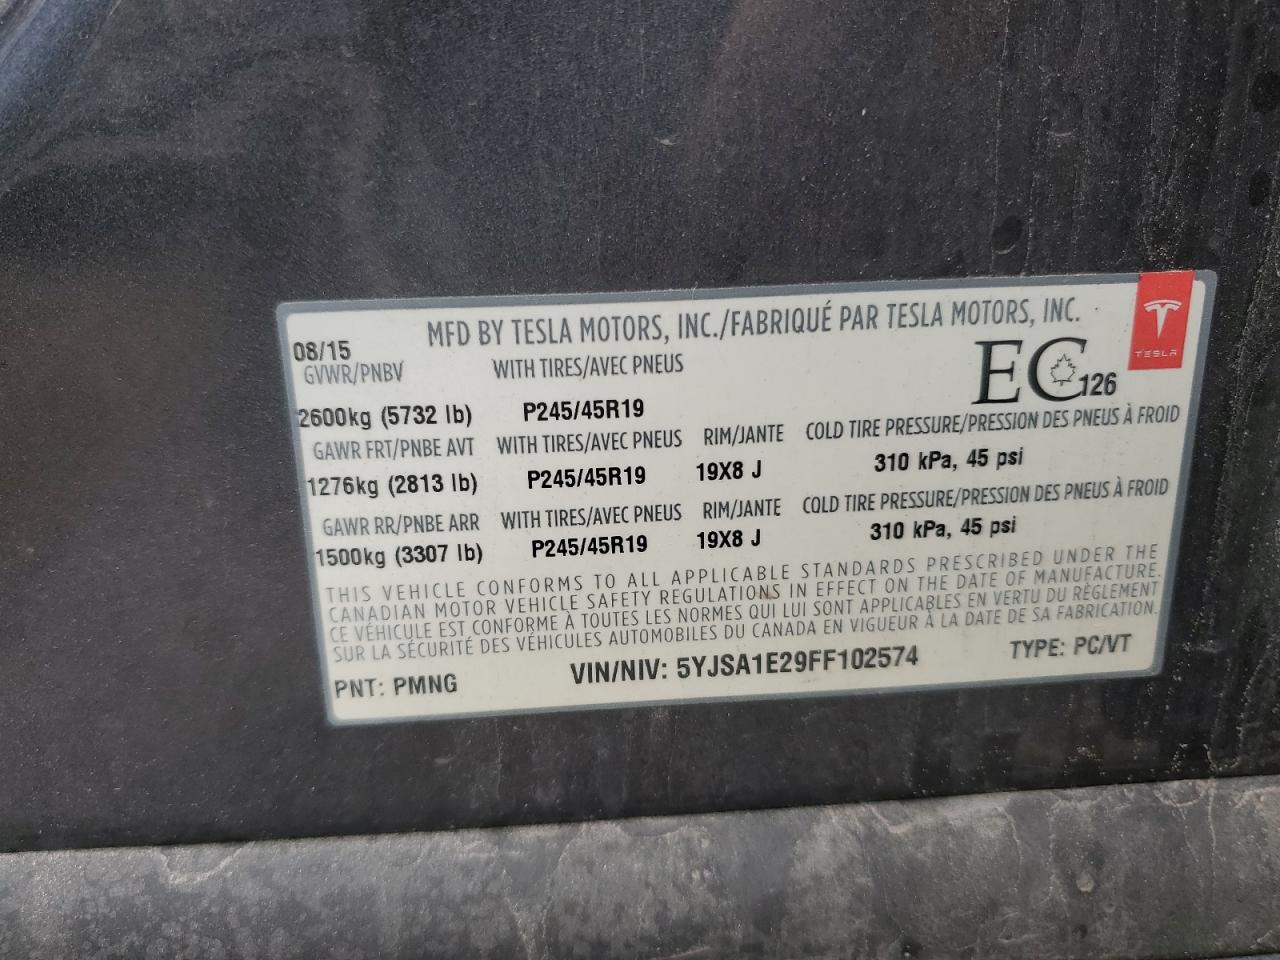 MFD BY TESLA MOTORS, INC./FABRIQUÉ PAR TESLA MOTORS, INC.
TESLA
08/15
GVWR/PNBV WITH TIRES/AVEC PNEUS
EC 126
2600kg (5732 lb) P245/45R19
GAWR FRT/PNBE AVT WITH TIRES/AVEC PNEUS RIM/JANTE COLD TIRE PRESSURE/PRESSION DES PNEUS À FROID
1276kg (2813 lb) P245/45R19 19X8 J 310 kPa, 45 psi
GAWR RR/PNBE ARR WITH TIRES/AVEC PNEUS RIM/JANTE COLD TIRE PRESSURE/PRESSION DES PNEUS À FROID
1500kg (3307 lb) P245/45R19 19X8 J 310 kPa, 45 psi
THIS VEHICLE CONFORMS TO ALL APPLICABLE STANDARDS PRESCRIBED UNDER THE
CANADIAN MOTOR VEHICLE SAFETY REGULATIONS IN EFFECT ON THE DATE OF MANUFACTURE.
CE VÉHICULE EST CONFORME À TOUTES LES NORMES QUI LUI SONT APPLICABLES EN VERTU DU RÈGLEMENT
SUR LA SÉCURITÉ DES VÉHICULES AUTOMOBILES DU CANADA EN VIGUEUR À LA DATE DE SA FABRICATION.
PNT: PMNG VIN/NIV: 5YJSA1E29FF102574 TYPE: PC/VT